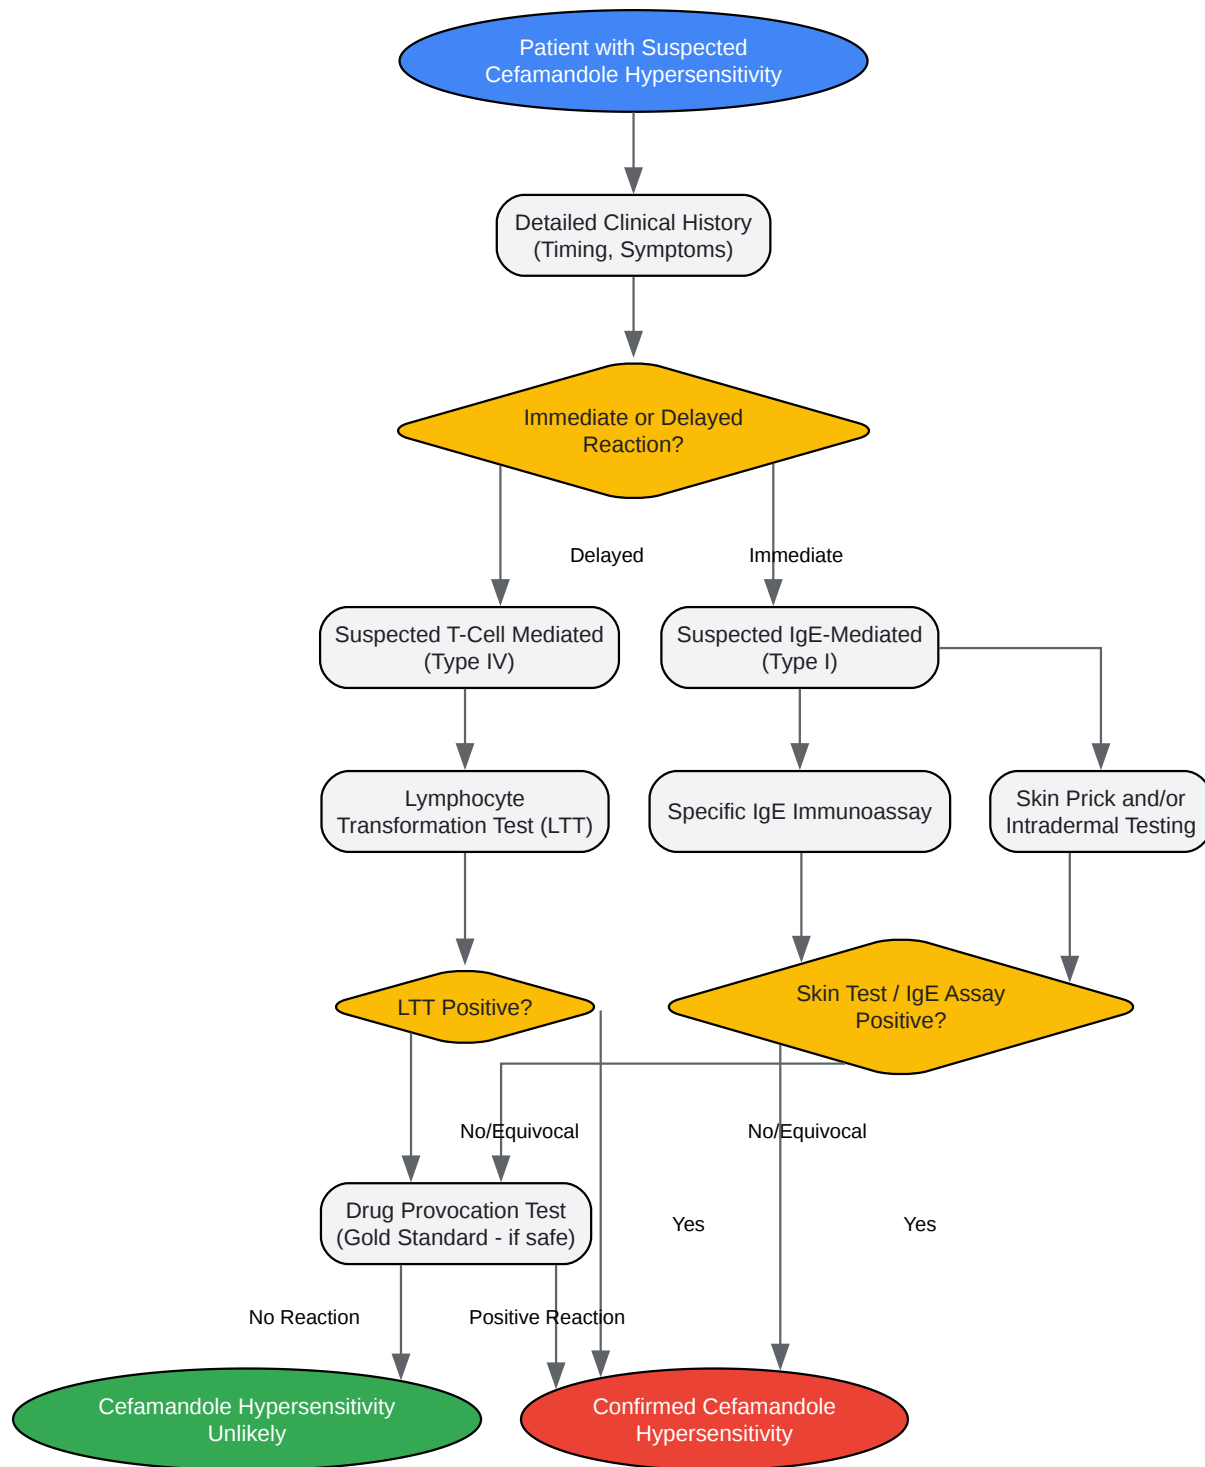 Patient with Suspected
Cefamandole Hypersensitivity
Detailed Clinical History
(Timing, Symptoms)
Immediate or Delayed
Reaction?
Delayed
Immediate
Suspected T-Cell Mediated
(Type IV)
Suspected IgE-Mediated
(Type I)
Lymphocyte
Transformation Test (LTT)
Specific IgE Immunoassay
Skin Prick and/or
Intradermal Testing
LTT Positive?
Skin Test / IgE Assay
Positive?
No/Equivocal
No/Equivocal
Drug Provocation Test
(Gold Standard - if safe)
Yes
Yes
No Reaction
Positive Reaction
Cefamandole Hypersensitivity
Unlikely
Confirmed Cefamandole
Hypersensitivity